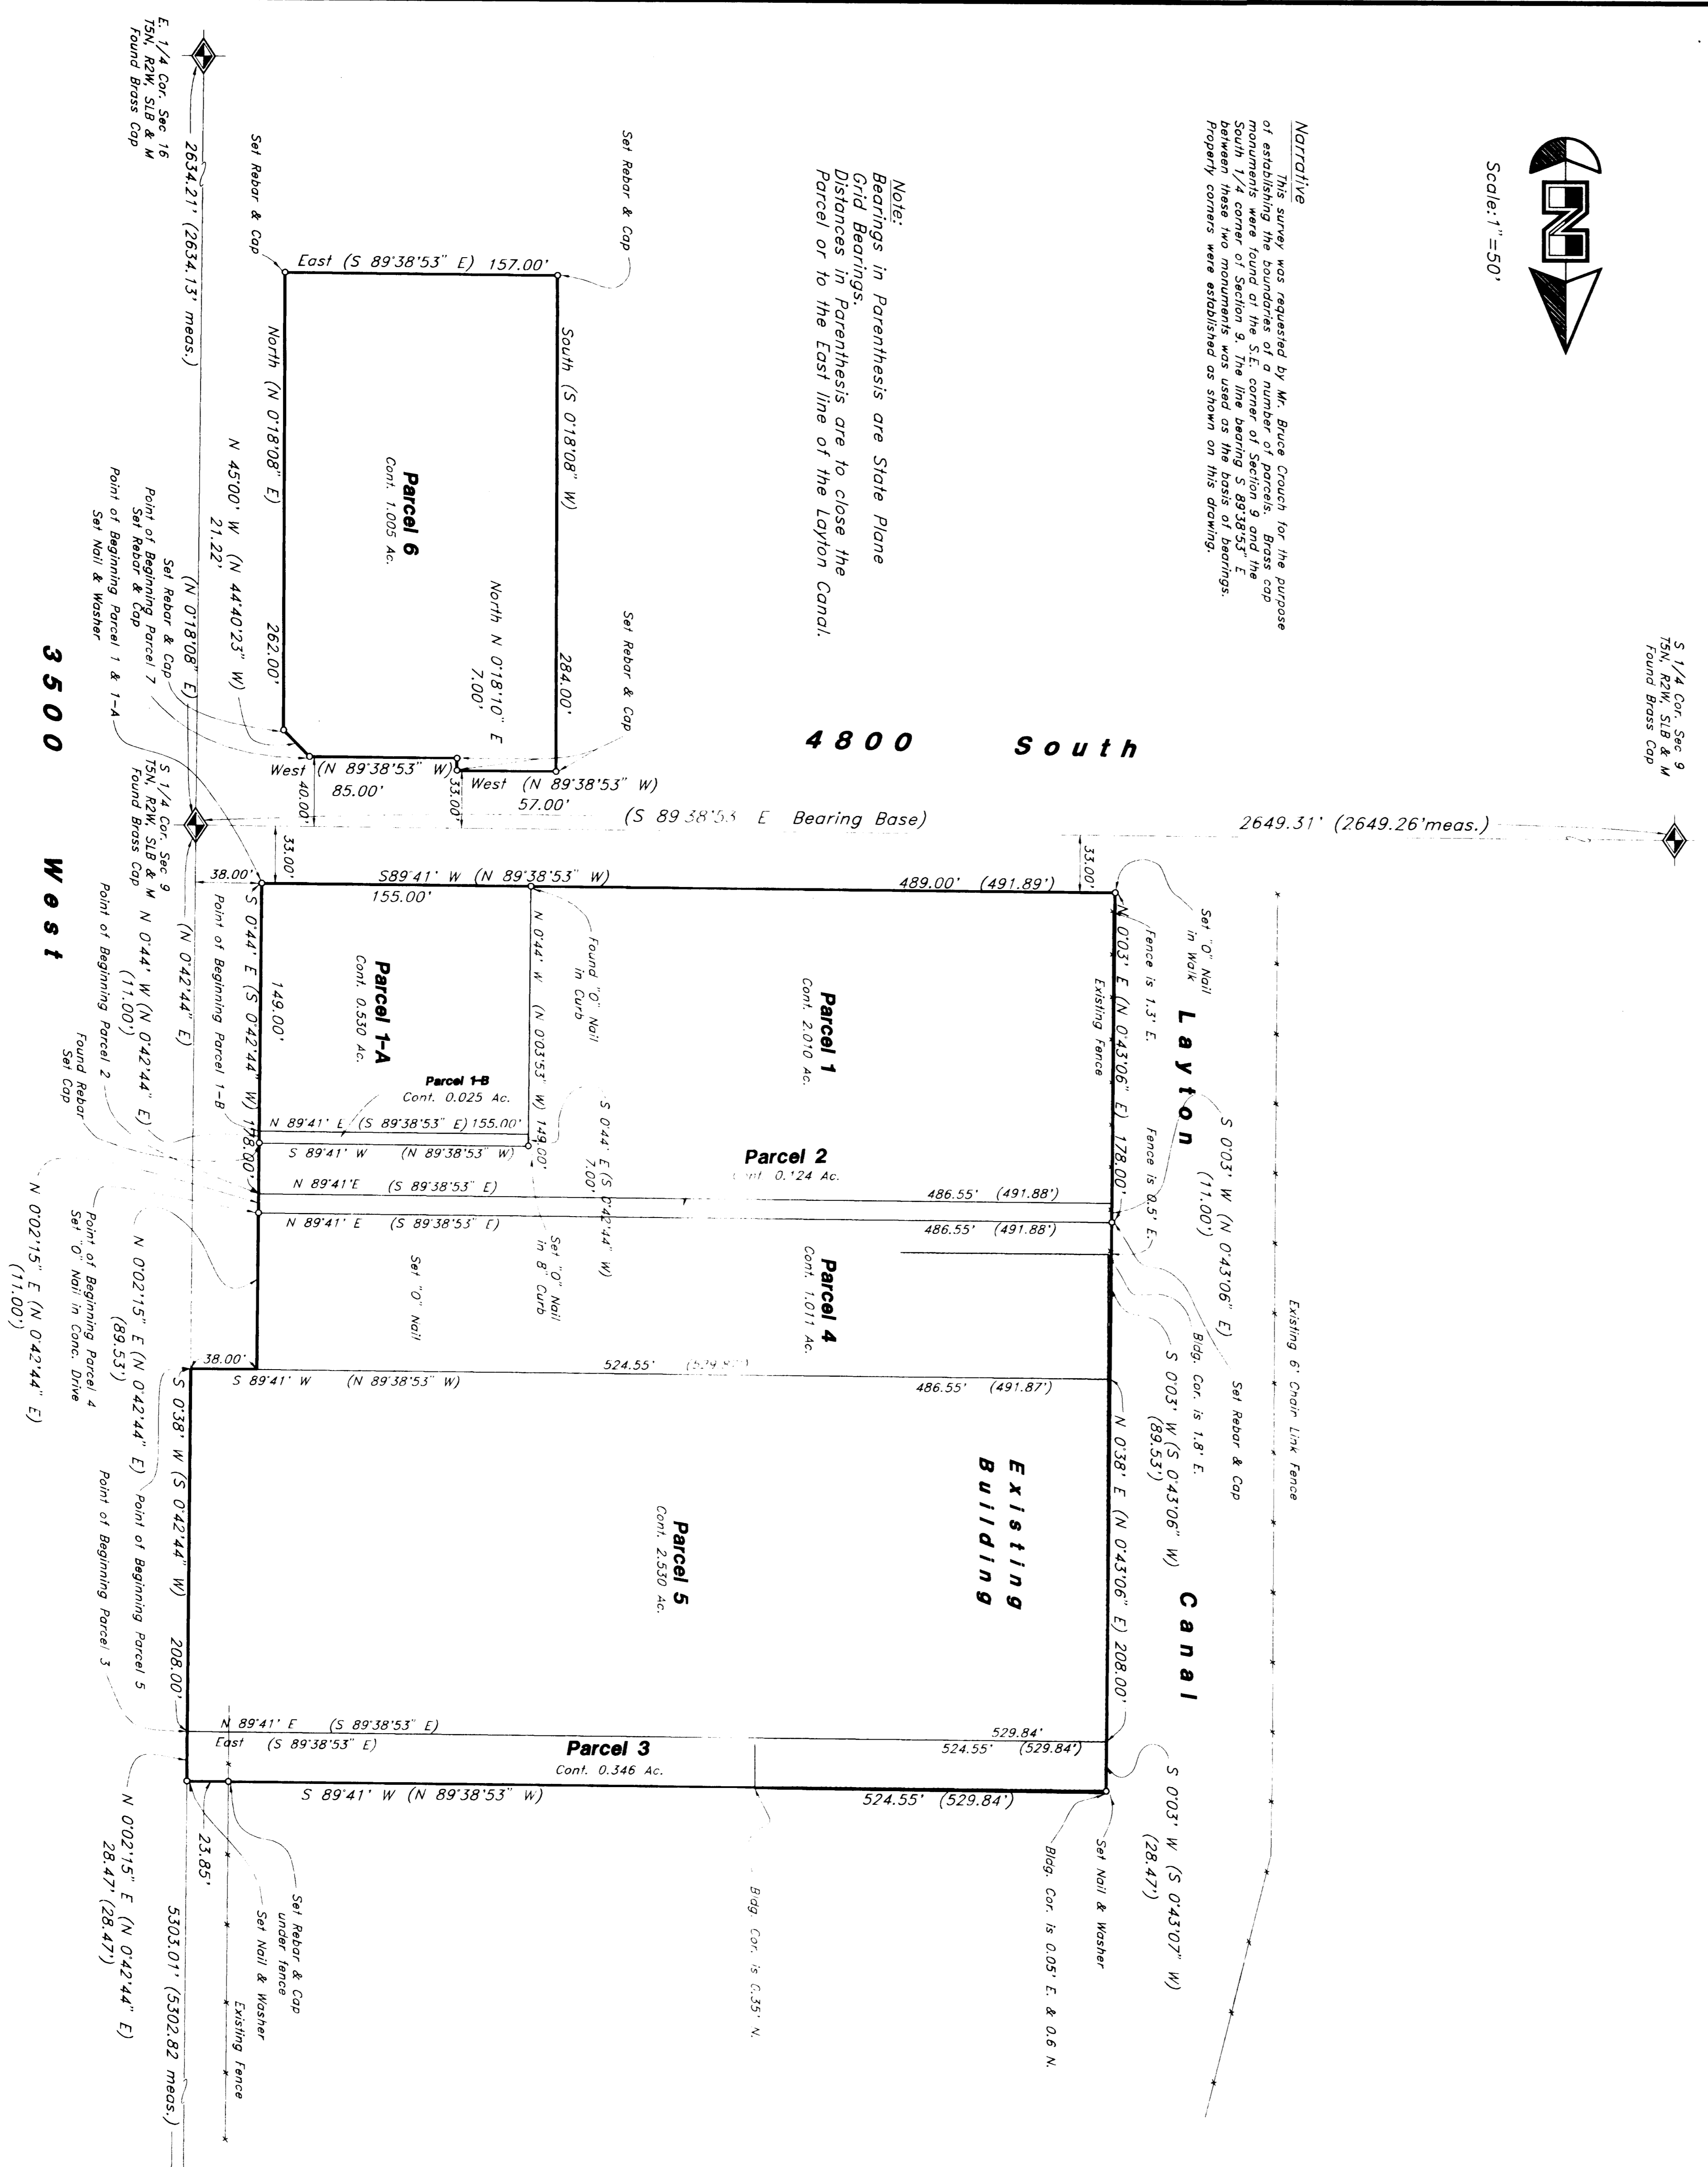 N
Scale: 1"=50'
S 1/4 Cor. Sec 9
T5N, R2W, SLB & M
Found Brass Cap
Narrative
This survey was requested by Mr. Bruce Crouch for the purpose
of establishing the boundaries of a number of parcels. Brass cap
monuments were found at the S.E. corner of Section 9 and the
South 1/4 corner of Section 9. The line bearing S 89°38'53" E
between these two monuments was used as the basis of bearings.
Property corners were established as shown on this drawing.
Note:
Bearings in Parenthesis are State Plane
Grid Bearings.
Distances in Parenthesis are to close the
Parcel or to the East line of the Layton Canal.
E. 1/4 Cor. Sec 16
T5N, R2W, SLB & M
Found Brass Cap
2634.21' (2634.13' meas.)
Set Rebar & Cap
Set Rebar & Cap
East (S 89°38'53" E) 157.00'
South (S 0°18'08" W)
284.00'
North (N 0°18'08" E)
262.00'
Parcel 6
Cont. 1.005 Ac.
North N 0°18'10" E
7.00'
Set Rebar & Cap
N 45°00' W (N 44°40'23" W)
21.22'
(N 0°18'08" E)
Set Rebar & Cap
Point of Beginning Parcel 7
Set Rebar & Cap
Point of Beginning Parcel 1 & 1-A
Set Nail & Washer
West (N 89°38'53" W)
85.00'
West (N 89°38'53" W)
57.00'
40.00'
33.00'
4800 South
(S 89°38'53" E Bearing Base)
2649.31' (2649.26'meas.)
3500 West
S 1/4 Cor. Sec 9
T5N, R2W, SLB & M
Found Brass Cap
33.00'
33.00'
38.00'
S89°41' W (N 89°38'53" W)
155.00'
489.00' (491.89')
Set "O" Nail
in Walk
Fence is 1.3' E.
N 0°03' E (N 0°43'06" E) 178.00'
Existing Fence
Layton Canal
Existing 6' Chair Link Fence
Fence is 0.5' E.
S 0°03' W (N 0°43'06" E)
(11.00')
Set Rebar & Cap
Bldg. Cor. is 1.8' E.
S 0°03' W (S 0°43'06" W)
(89.53')
Parcel 1
Cont. 2.010 Ac.
Found "O" Nail
in Curb
N 0°44' W (N 0°03'53" W) 149.00'
S 0°44' E (S 0°42'44" W) 178.00'
149.00'
Parcel 1-A
Cont. 0.530 Ac.
Parcel 1-B
Cont. 0.025 Ac.
N 89°41' E (S 89°38'53" E) 155.00'
S 89°41' W (N 89°38'53" W)
S 0°44' E (S 0°42'44" W)
7.00'
Set "O" Nail
in 8" Curb
(N 0°42'44" E)
Point of Beginning Parcel 1-B
N 0°44' W (N 0°42'44" E)
(11.00')
Point of Beginning Parcel 2
Found Rebar
Set Cap
Parcel 2
0.124 Ac.
N 89°41'E (S 89°38'53" E)
486.55' (491.88')
N 89°41' E (S 89°38'53" E)
486.55' (491.88')
Parcel 4
Cont. 1.011 Ac.
Set "O" Nail
38.00'
524.55'
S 89°41' W (N 89°38'53" W)
486.55' (491.87')
N 0°02'15" E (N 0°42'44" E)
(11.00')
Point of Beginning Parcel 4
Set "O" Nail in Conc. Drive
N 0°02'15" E (N 0°42'44" E)
(89.53')
Point of Beginning Parcel 5
S 0°38' W (S 0°42'44" W) 208.00'
Existing
Building
Parcel 5
Cont. 2.530 Ac.
N 0°38' E (N 0°43'06" E) 208.00'
Point of Beginning Parcel 3
N 89°41' E (S 89°38'53" E)
529.84'
East (S 89°38'53" E)
524.55' (529.84')
Parcel 3
Cont. 0.346 Ac.
S 89°41' W (N 89°38'53" W)
524.55' (529.84')
S 0°03' W (S 0°43'07" W)
(28.47')
Set Nail & Washer
Bldg. Cor. is 0.05' E. & 0.6 N.
Bldg. Cor. is 0.35' N.
Set Rebar & Cap
under fence
Set Nail & Washer
Existing Fence
23.85'
N 0°02'15" E (N 0°42'44" E)
28.47' (28.47')
5303.01' (5302.82 meas.)